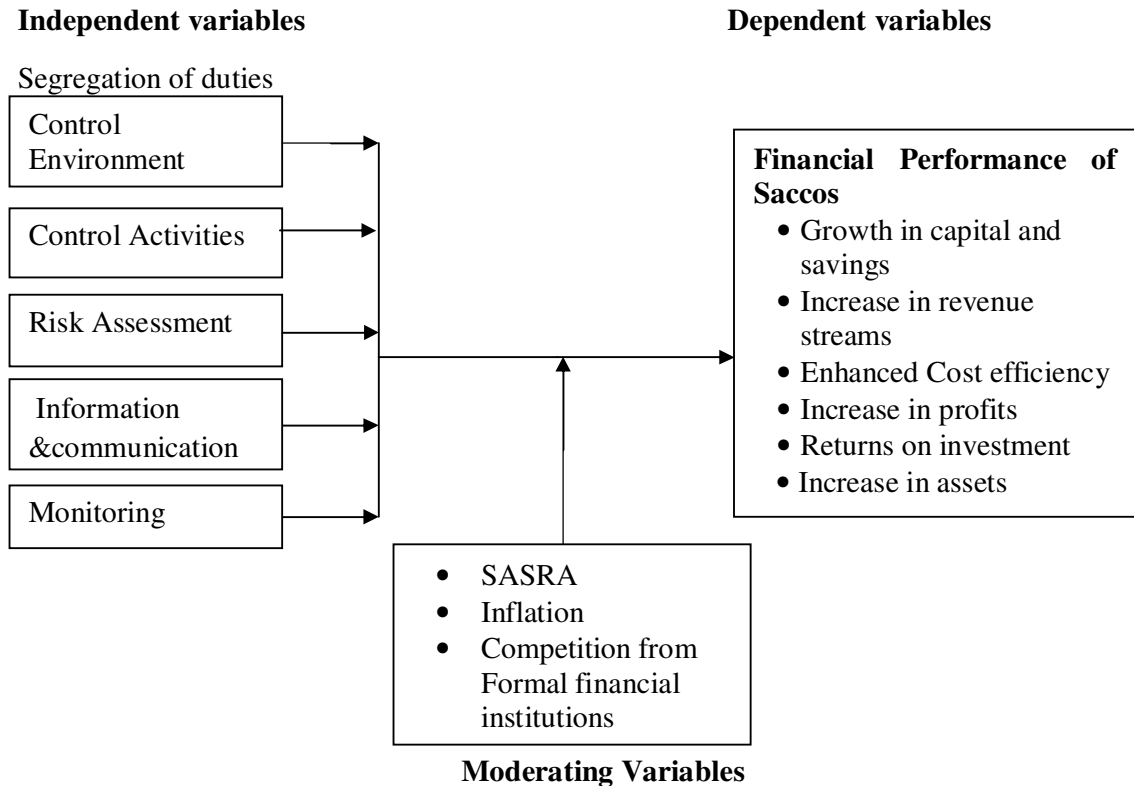 Independent variables
Dependent variables
Segregation of duties
Control
Environment
Control Activities
Risk Assessment
Information
&communication
Monitoring
Financial Performance of
Saccos
• Growth in capital and
savings
• Increase in revenue
streams
• Enhanced Cost efficiency
• Increase in profits
• Returns on investment
• Increase in assets
• SASRA
• Inflation
• Competition from
Formal financial
institutions
Moderating Variables